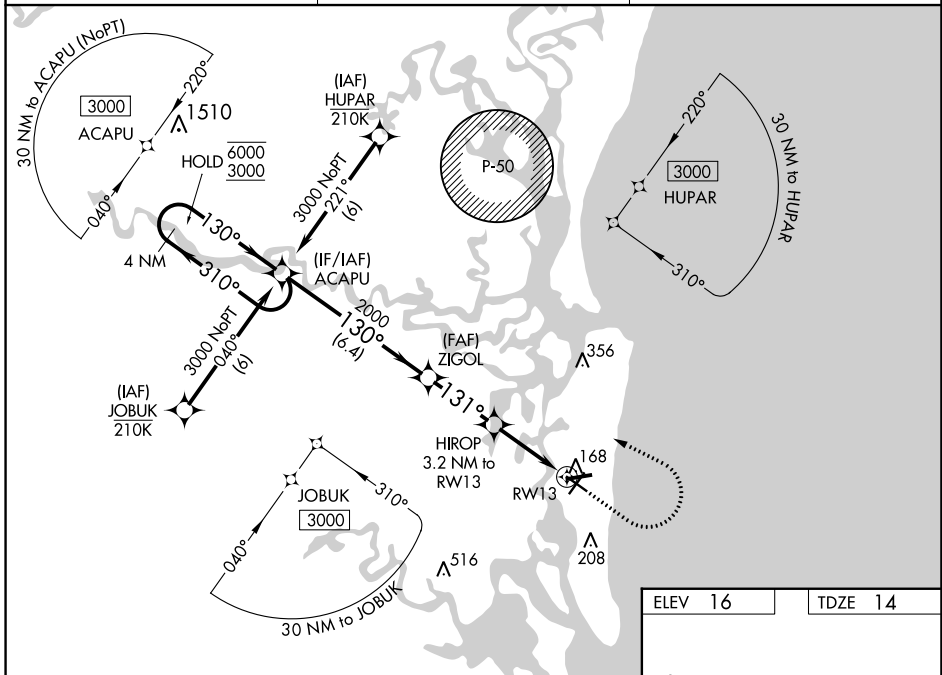 30 NM to ACAPU (NoPT)
220°
3000
ACAPU
1510
040°
HOLD
6000
3000
4 NM
130°
310°
(IAF)
HUPAR
210K
3000 NoPT
221°
(6)
(IF/IAF)
ACAPU
P-50
220°
3000
HUPAR
310°
30 NM to HUPAR
3000 NoPT
040°
(6)
(IAF)
JOBUK
210K
2000
130°
(6.4)
(FAF)
ZIGOL
131°
356
HIROP
3.2 NM to
RW13
RW13
168
208
516
JOBUK
3000
310°
040°
30 NM to JOBUK
ELEV 16
TDZE 14